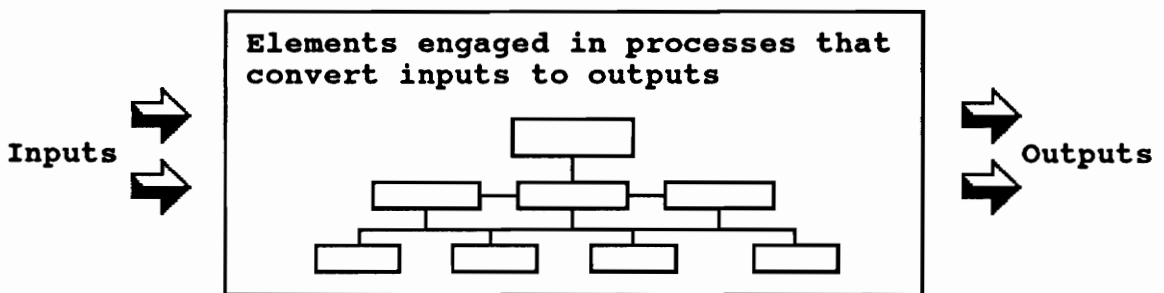 Elements engaged in processes that
convert inputs to outputs
Inputs
Outputs